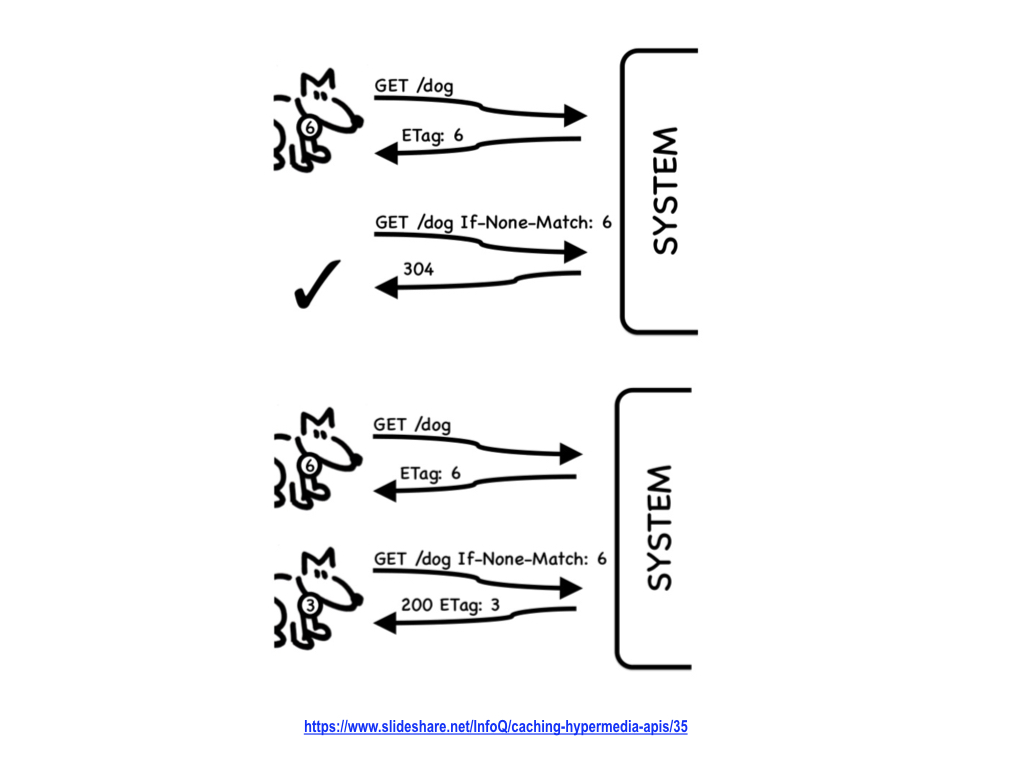 GET /dog
6
ETag: 6
GET /dog If-None-Match: 6
304
SYSTEM
GET /dog
6
ETag: 6
GET /dog If-None-Match: 6
3
200 ETag: 3
SYSTEM
https://www.slideshare.net/InfoQ/caching-hypermedia-apis/35